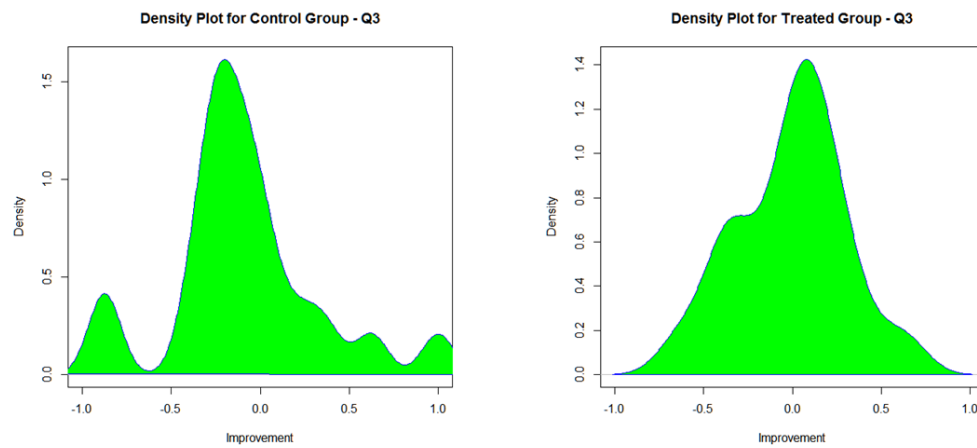 Density Plot for Control Group - Q3
Density
1.5
1.0
0.5
0.0
-1.0 -0.5 0.0 0.5 1.0
Improvement
Density Plot for Treated Group - Q3
Density
1.4
1.2
1.0
0.8
0.6
0.4
0.2
0.0
-1.0 -0.5 0.0 0.5 1.0
Improvement